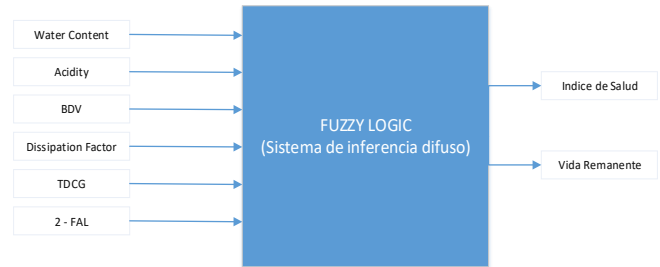 Water Content
Acidity
BDV
Dissipation Factor
TDCG
2 - FAL
FUZZY LOGIC
(Sistema de inferencia difuso)
Indice de Salud
Vida Remanente